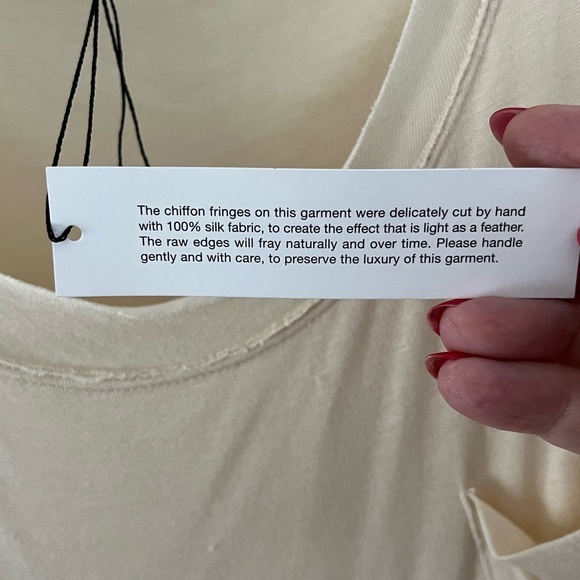 The chiffon fringes on this garment were delicately cut by hand
with 100% silk fabric, to create the effect that is light as a feather.
The raw edges will fray naturally and over time. Please handle
gently and with care, to preserve the luxury of this garment.